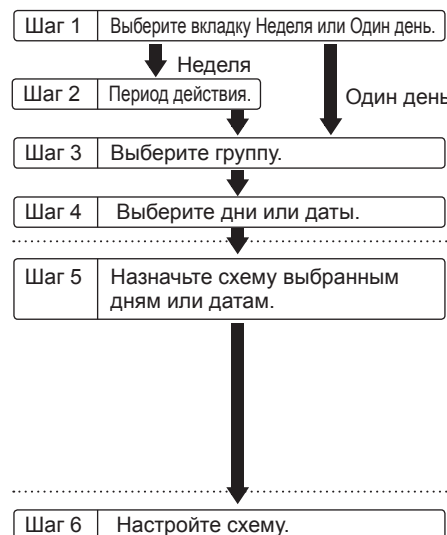 Шаг 1 Выберите вкладку Неделя или Один день.
Неделя
Шаг 2 Период действия.
Один день
Шаг 3 Выберите группу.
Шаг 4 Выберите дни или даты.
Шаг 5 Назначьте схему выбранным
дням или датам.
Шаг 6 Настройте схему.